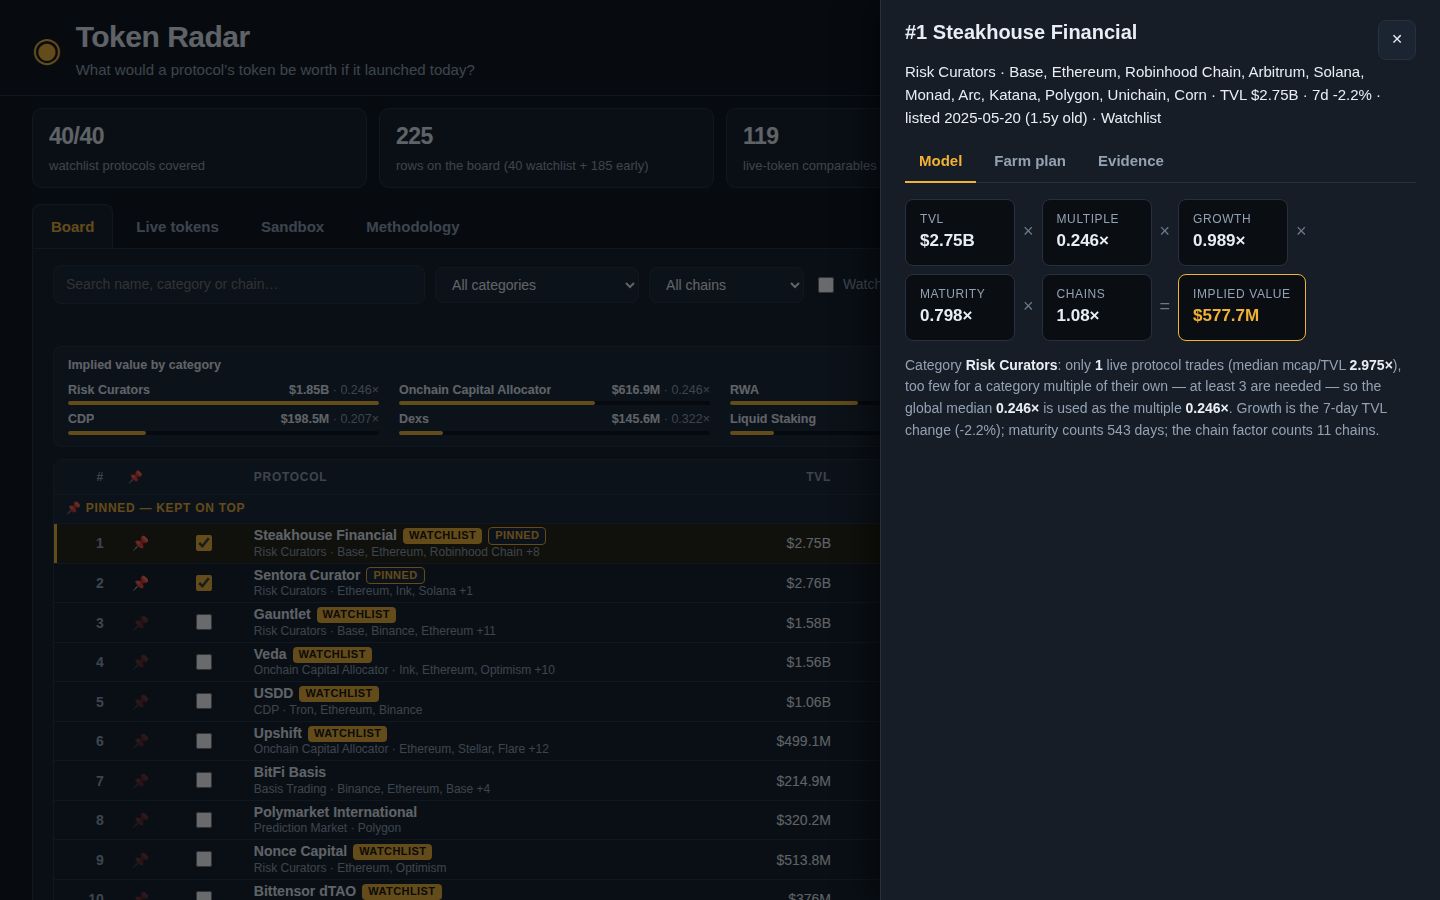 Token Radar
What would a protocol's token be worth if it launched today?
40/40
watchlist protocols covered
225
rows on the board (40 watchlist + 185 early)
119
live-token comparables
Board
Live tokens
Sandbox
Methodology
Search name, category or chain…
All categories
All chains
Implied value by category
Risk Curators $1.85B · 0.246×
Onchain Capital Allocator $616.9M · 0.246×
RWA
CDP $198.5M · 0.207×
Dexs $145.6M · 0.322×
Liquid Staking
# PROTOCOL TVL
PINNED — KEPT ON TOP
1 Steakhouse Financial WATCHLIST PINNED $2.75B
Risk Curators · Base, Ethereum, Robinhood Chain +8
2 Sentora Curator PINNED $2.76B
Risk Curators · Ethereum, Ink, Solana +1
3 Gauntlet WATCHLIST $1.58B
Risk Curators · Base, Binance, Ethereum +11
4 Veda WATCHLIST $1.56B
Onchain Capital Allocator · Ink, Ethereum, Optimism +10
5 USDD WATCHLIST $1.06B
CDP · Tron, Ethereum, Binance
6 Upshift WATCHLIST $499.1M
Onchain Capital Allocator · Ethereum, Stellar, Flare +12
7 BitFi Basis $214.9M
Basis Trading · Binance, Ethereum, Base +4
8 Polymarket International $320.2M
Prediction Market · Polygon
9 Nonce Capital WATCHLIST $513.8M
Risk Curators · Ethereum, Optimism
10 Bittensor dTAO WATCHLIST $376M
#1 Steakhouse Financial
×
Risk Curators · Base, Ethereum, Robinhood Chain, Arbitrum, Solana,
Monad, Arc, Katana, Polygon, Unichain, Corn · TVL $2.75B · 7d -2.2% ·
listed 2025-05-20 (1.5y old) · Watchlist
Model
Farm plan
Evidence
TVL
$2.75B
×
MULTIPLE
0.246×
×
GROWTH
0.989×
×
MATURITY
0.798×
×
CHAINS
1.08×
=
IMPLIED VALUE
$577.7M
Category Risk Curators: only 1 live protocol trades (median mcap/TVL 2.975×),
too few for a category multiple of their own — at least 3 are needed — so the
global median 0.246× is used as the multiple 0.246×. Growth is the 7-day TVL
change (-2.2%); maturity counts 543 days; the chain factor counts 11 chains.